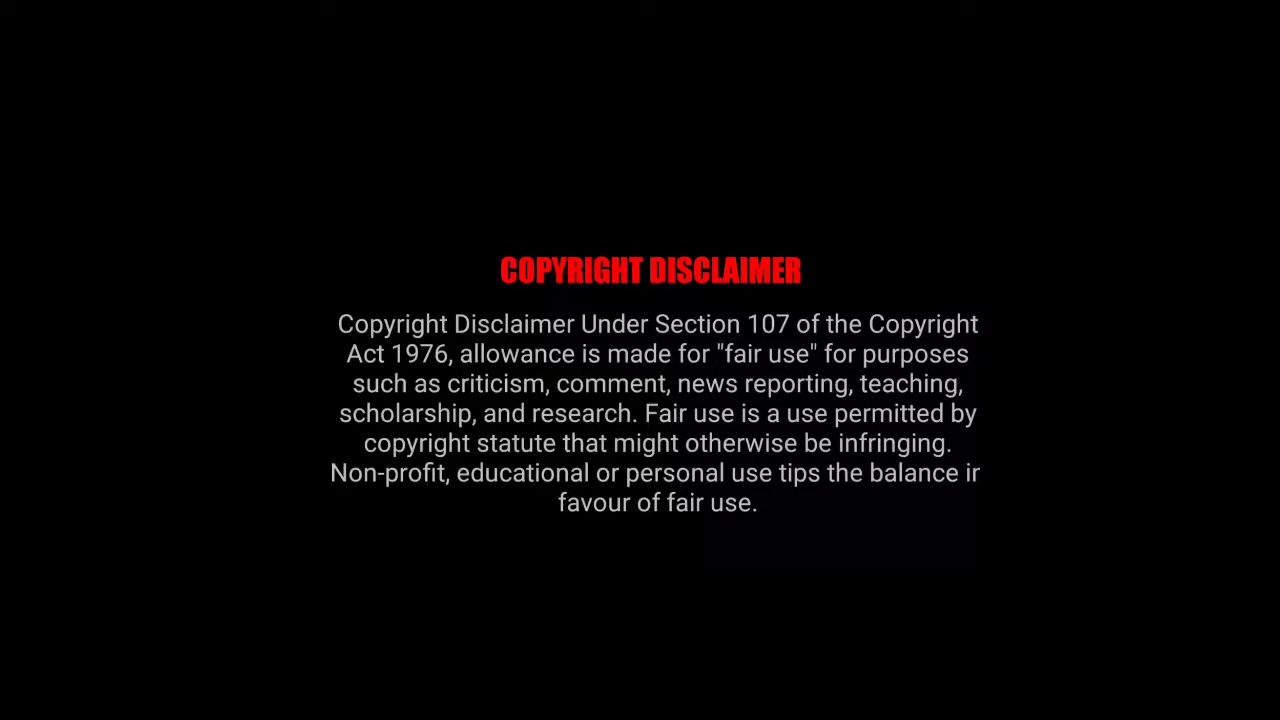 COPYRIGHT DISCLAIMER
Copyright Disclaimer Under Section 107 of the Copyright
Act 1976, allowance is made for "fair use" for purposes
such as criticism, comment, news reporting, teaching,
scholarship, and research. Fair use is a use permitted by
copyright statute that might otherwise be infringing.
Non-profit, educational or personal use tips the balance in
favour of fair use.